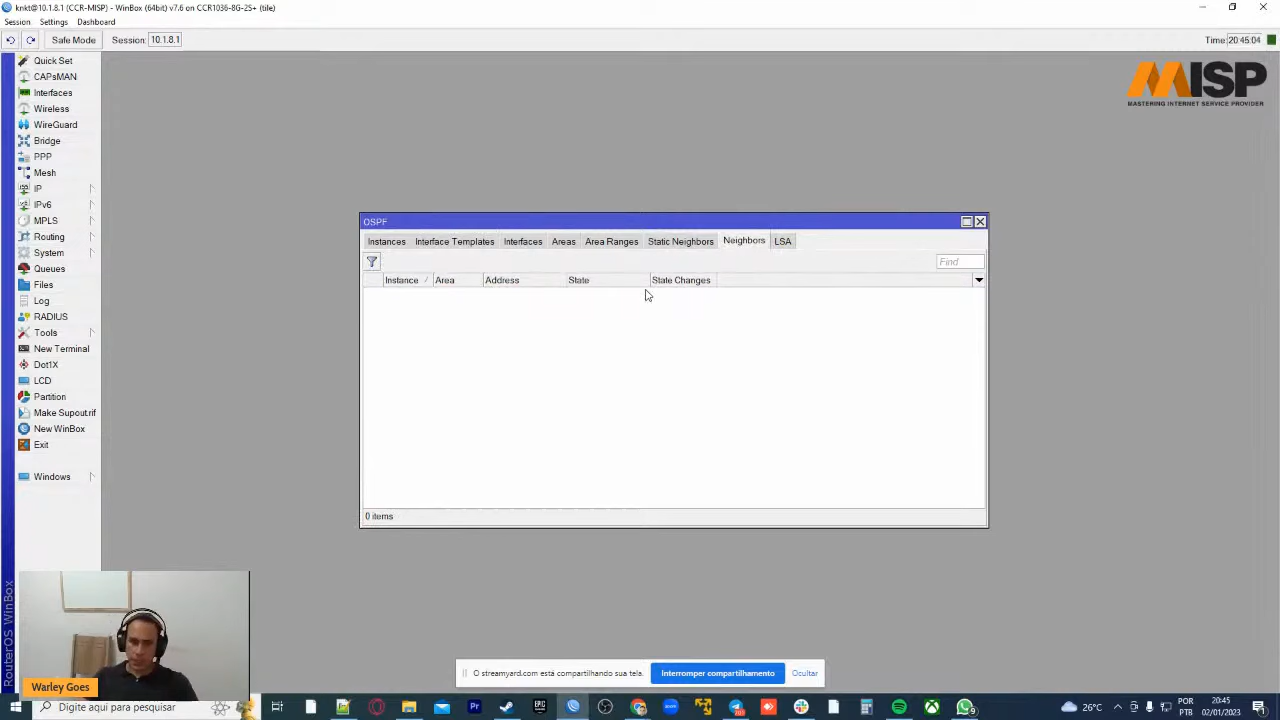 knkt@10.1.8.1 (CCR-MISP) - WinBox (64bit) v7.6 on CCR1036-8G-2S+ (tile)
Session Settings Dashboard
Safe Mode Session: 10.1.8.1 Time: 20:45:04
Quick Set
CAPsMAN
Interfaces
Wireless
WireGuard
Bridge
PPP
Mesh
IP
IPv6
MPLS
Routing
System
Queues
Files
Log
RADIUS
Tools
New Terminal
Dot1X
LCD
Partition
Make Supout.rif
New WinBox
Exit
Windows
RouterOS WinBox
MISP
MASTERING INTERNET SERVICE PROVIDER
OSPF
Instances Interface Templates Interfaces Areas Area Ranges Static Neighbors Neighbors LSA
Find
Instance Area Address State State Changes
0 items
Warley Goes
O streamyard.com está compartilhando sua tela. Interromper compartilhamento Ocultar
Digite aqui para pesquisar
Pr
EPIC
zoom
9
26°C
POR
PTB
20:45
02/01/2023